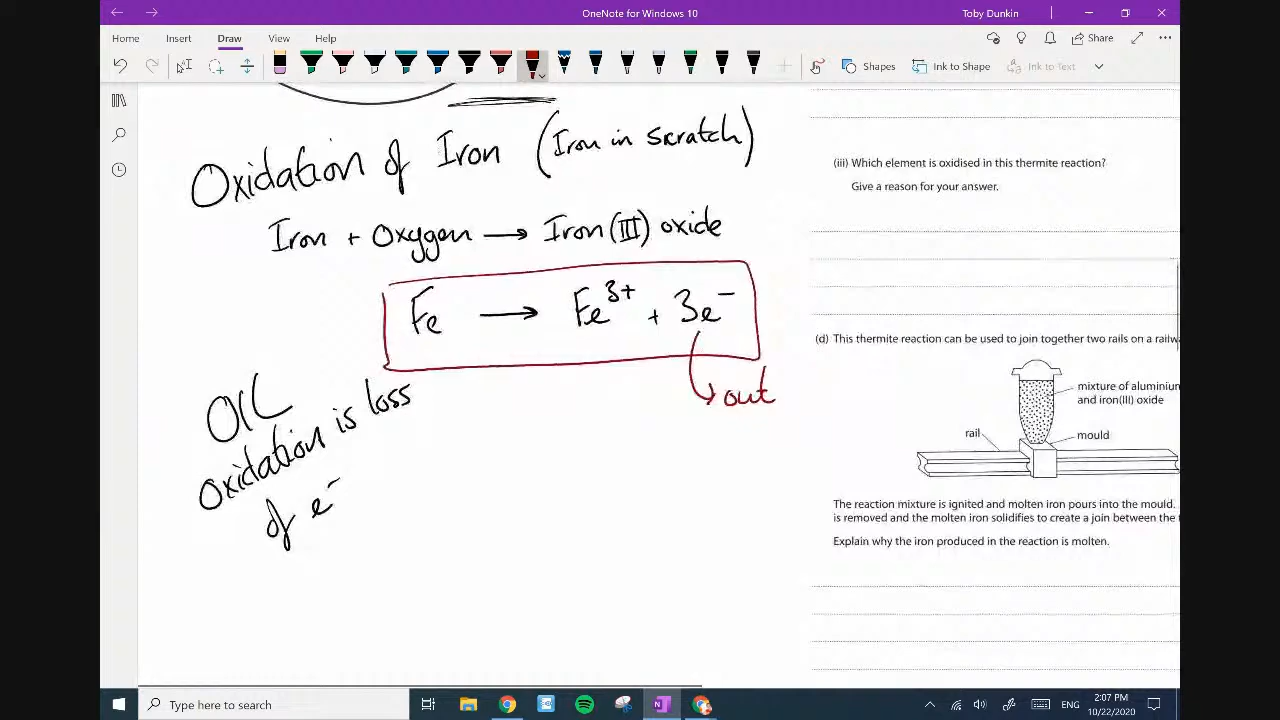 OneNote for Windows 10
Toby Dunkin
Home Insert Draw View Help
Share
Shapes
Ink to Shape
Ink to Text
Oxidation of Iron (Iron in scratch)
Iron + Oxygen → Iron (III) oxide
Fe → Fe³⁺ + 3e⁻
out
OIL
oxidation is loss
of e⁻
(iii) Which element is oxidised in this thermite reaction?
Give a reason for your answer.
(d) This thermite reaction can be used to join together two rails on a railw
mixture of aluminium
and iron(III) oxide
rail
mould
The reaction mixture is ignited and molten iron pours into the mould.
is removed and the molten iron solidifies to create a join between the
Explain why the iron produced in the reaction is molten.
Type here to search
ENG
2:07 PM
10/22/2020